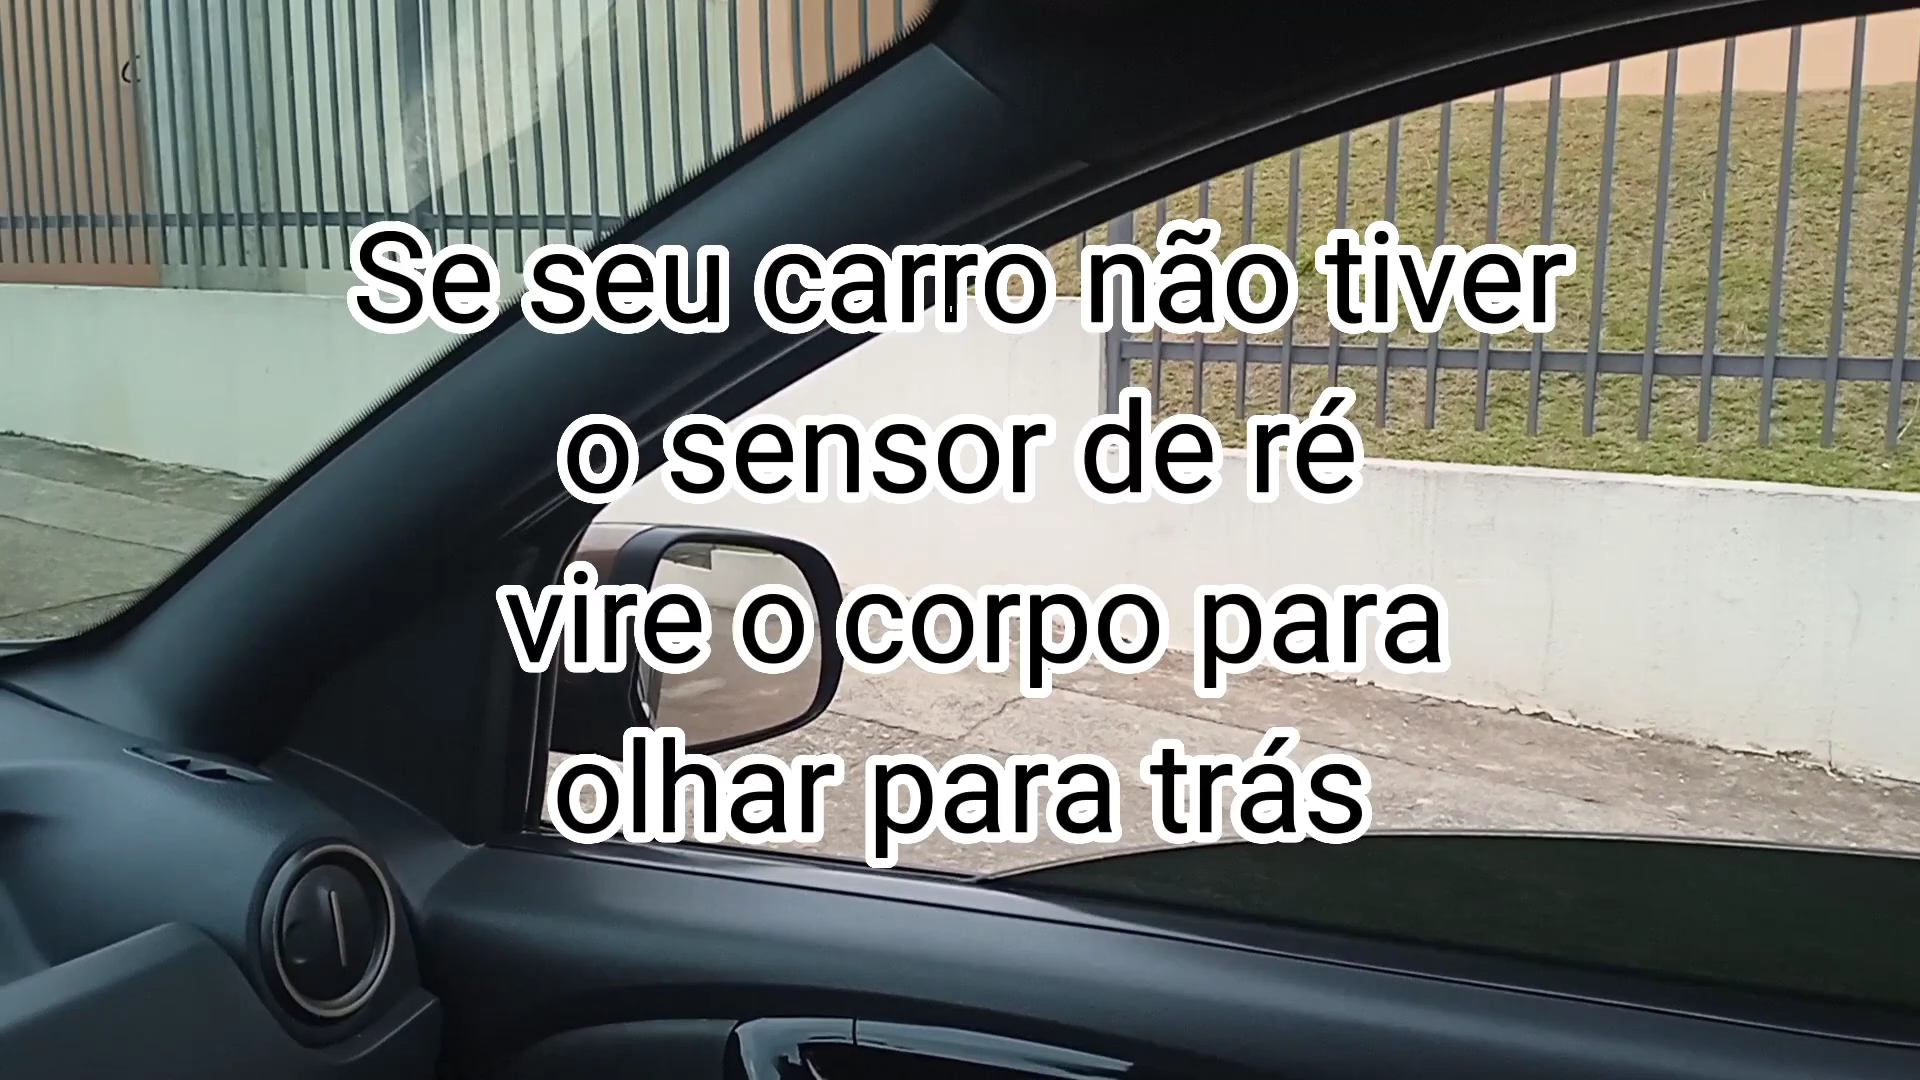 Se seu carro não tiver
o sensor de ré
vire o corpo para
olhar para trás